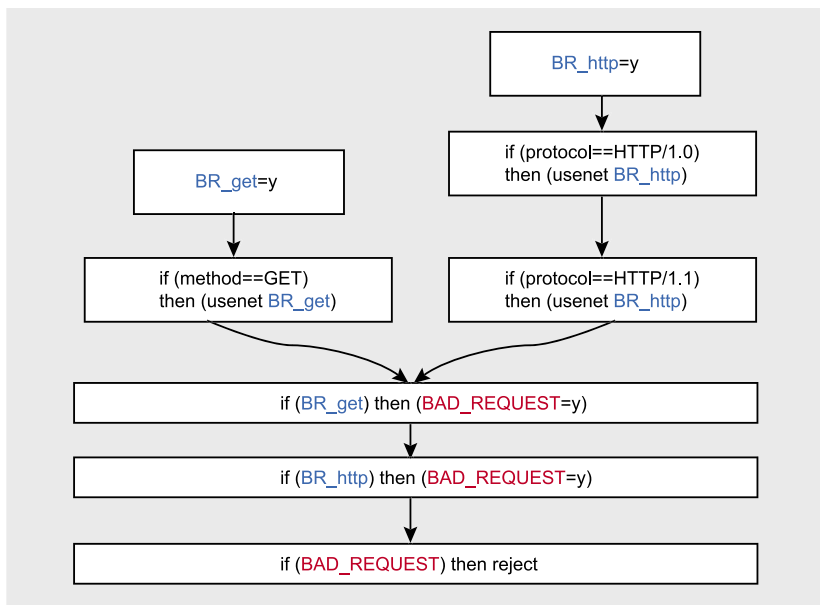 BR_http=y
if (protocol==HTTP/1.0)
then (usenet BR_http)
BR_get=y
if (method==GET)
then (usenet BR_get)
if (protocol==HTTP/1.1)
then (usenet BR_http)
if (BR_get) then (BAD_REQUEST=y)
if (BR_http) then (BAD_REQUEST=y)
if (BAD_REQUEST) then reject